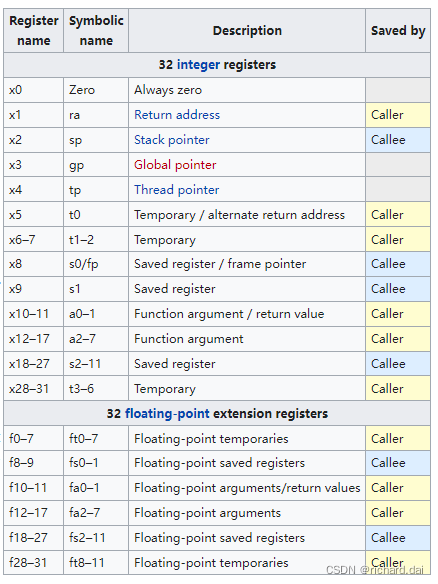 Register name Symbolic name Description Saved by
32 integer registers
x0 Zero Always zero
x1 ra Return address Caller
x2 sp Stack pointer Callee
x3 gp Global pointer
x4 tp Thread pointer
x5 t0 Temporary / alternate return address Caller
x6–7 t1–2 Temporary Caller
x8 s0/fp Saved register / frame pointer Callee
x9 s1 Saved register Callee
x10–11 a0–1 Function argument / return value Caller
x12–17 a2–7 Function argument Caller
x18–27 s2–11 Saved register Callee
x28–31 t3–6 Temporary Caller
32 floating-point extension registers
f0–7 ft0–7 Floating-point temporaries Caller
f8–9 fs0–1 Floating-point saved registers Callee
f10–11 fa0–1 Floating-point arguments/return values Caller
f12–17 fa2–7 Floating-point arguments Caller
f18–27 fs2–11 Floating-point saved registers Callee
f28–31 ft8–11 Floating-point temporaries Caller
CSDN @richard.dai